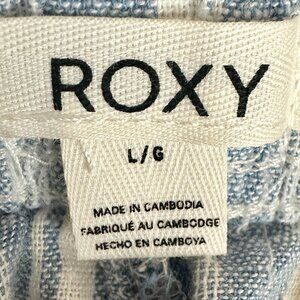 ROXY
L/G
MADE IN CAMBODIA
FABRIQUÉ AU CAMBODGE
HECHO EN CAMBOYA